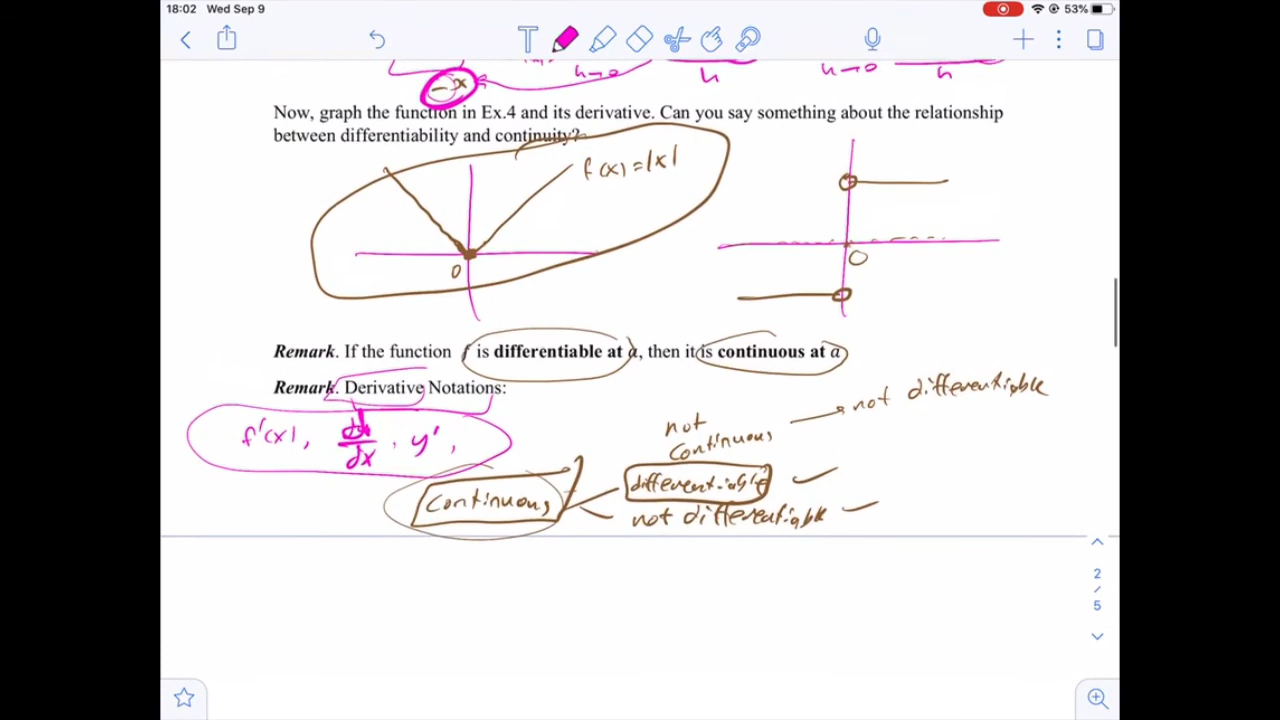 18:02 Wed Sep 9
53%
T
h→0 h h→0 h
-x
Now, graph the function in Ex.4 and its derivative. Can you say something about the relationship
between differentiability and continuity?
f(x)=|x|
0
0
Remark. If the function f is differentiable at a, then it is continuous at a
Remark. Derivative Notations:
f'(x), dy/dx, y',
not continuous → not differentiable
continuous
differentiable ✓
not differentiable ✓
2
/
5